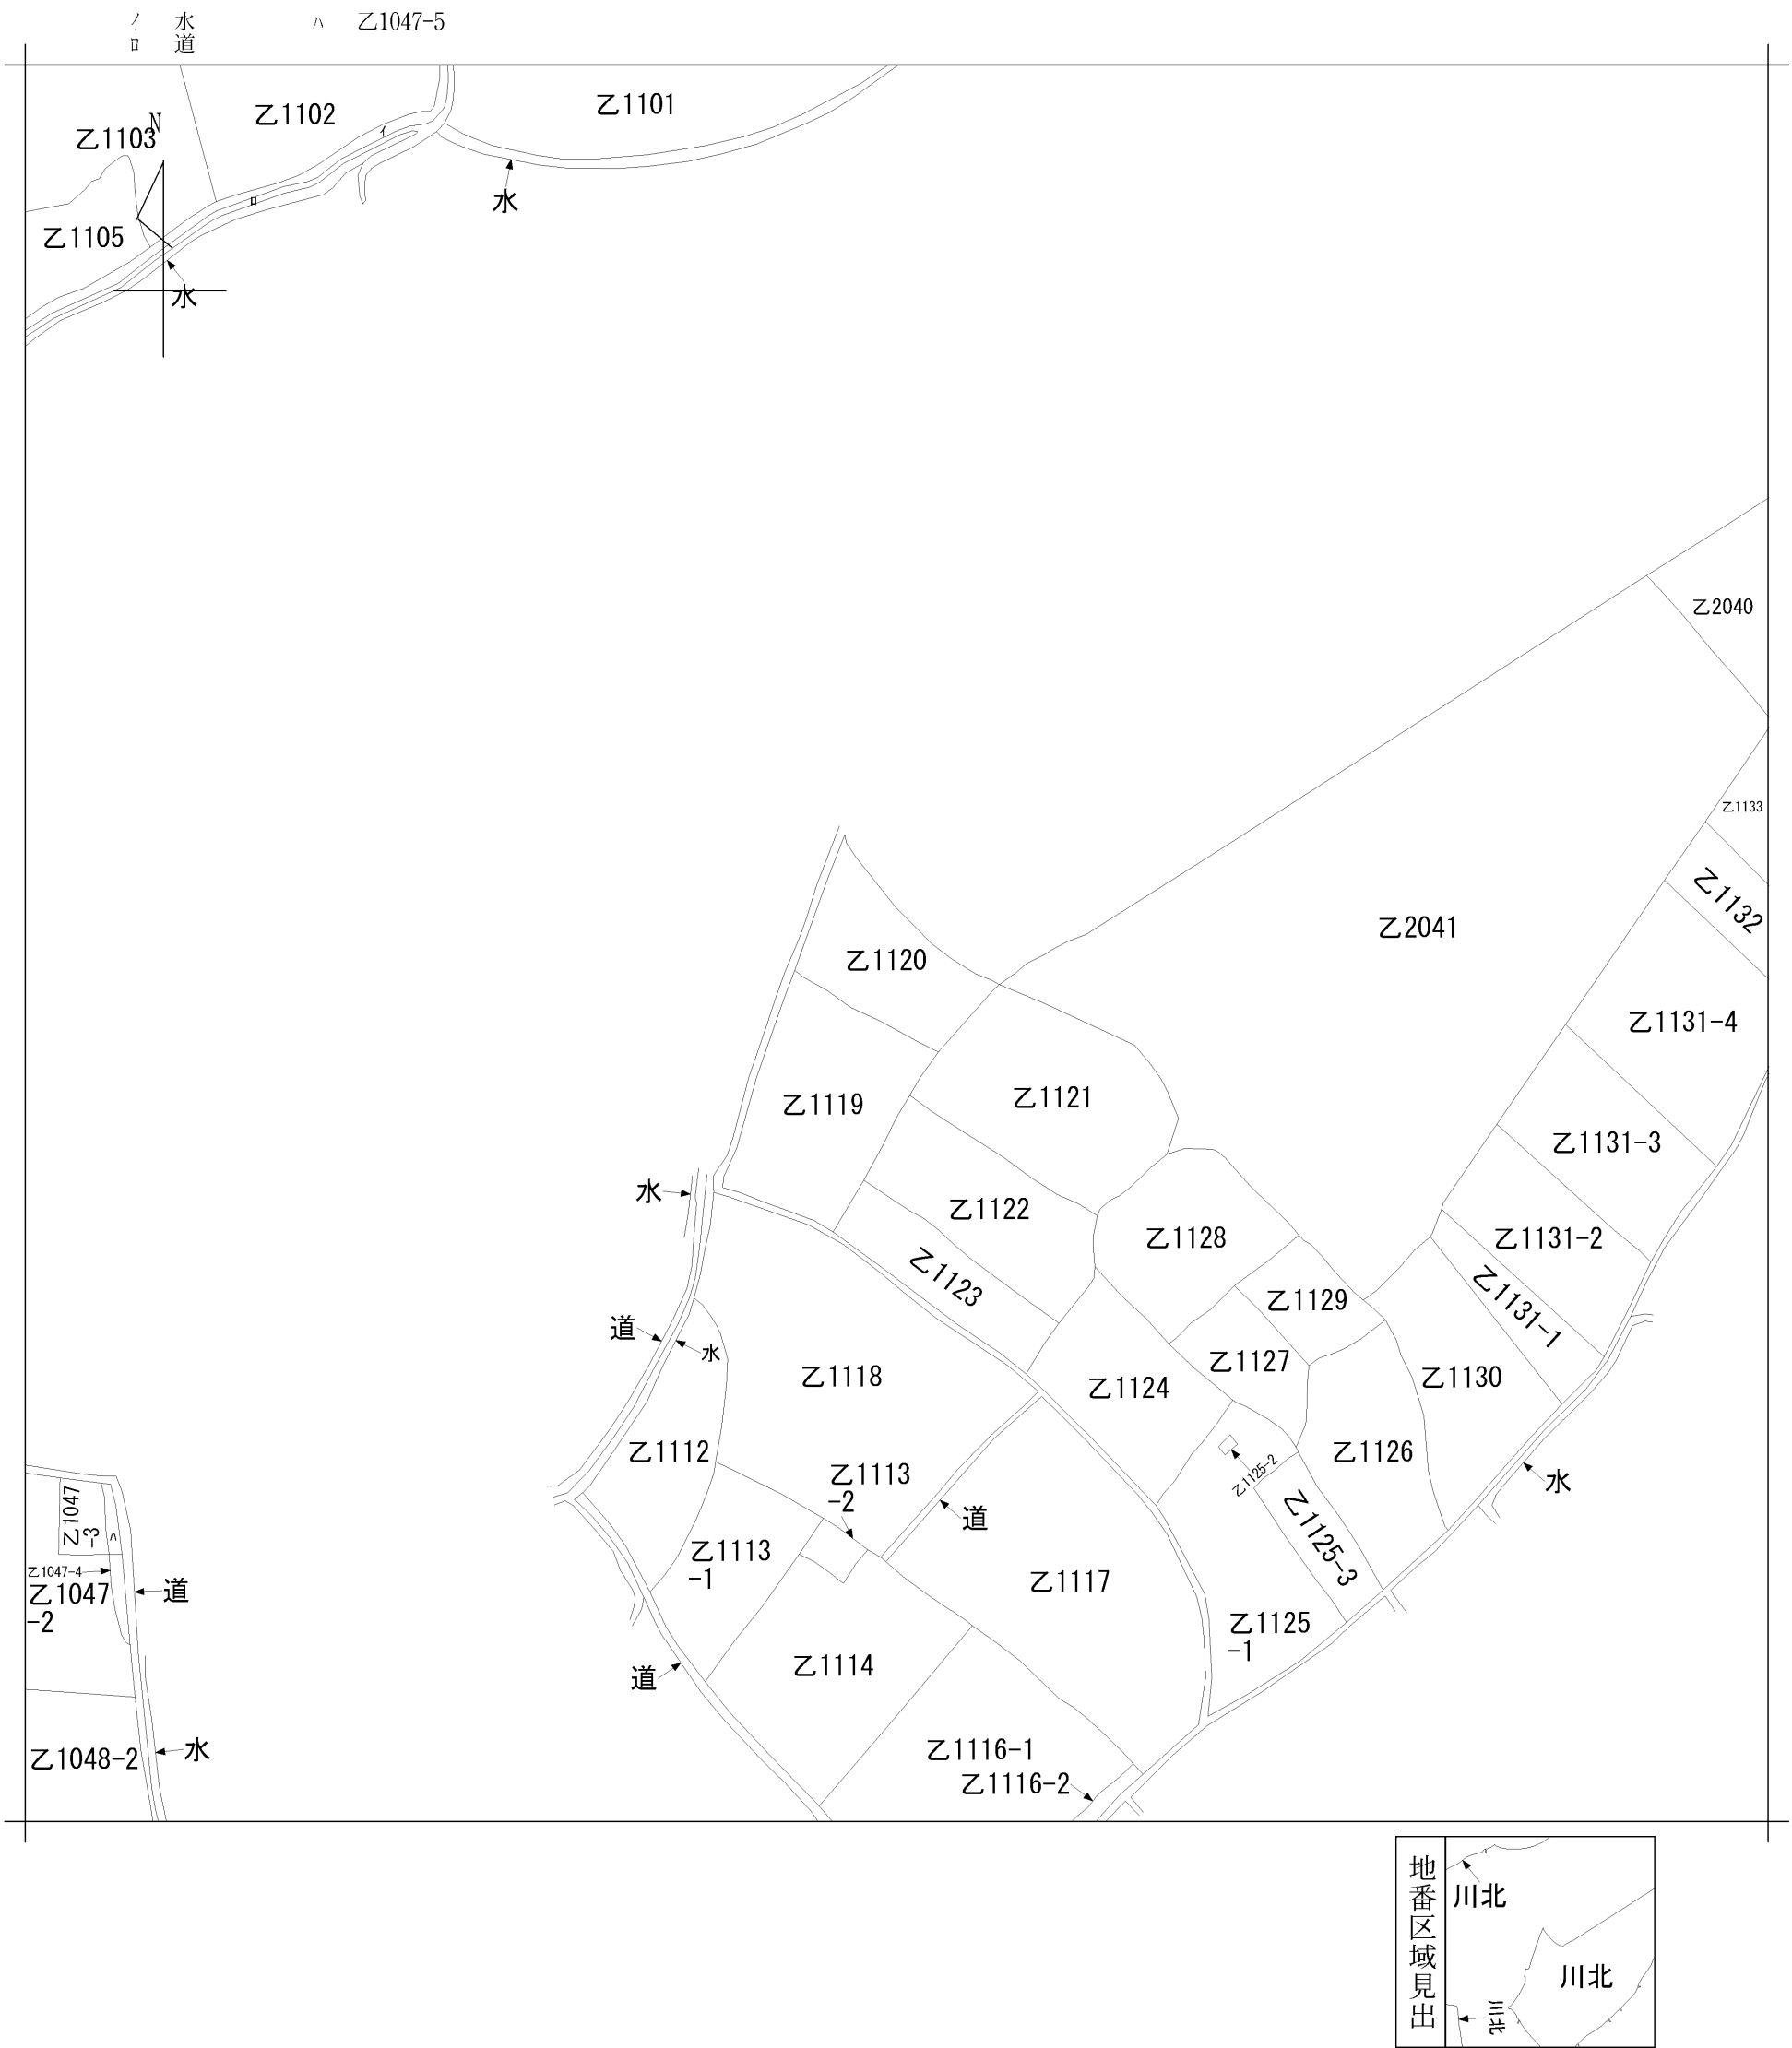 イ 水 ハ 乙1047-5
ロ 道
乙1101
乙1102
乙1103
N
イ
ロ
水
乙1105
水
乙2040
乙1133
乙1132
乙2041
乙1120
乙1131-4
乙1121
乙1119
乙1131-3
水
乙1122
乙1128
乙1131-2
乙1123
乙1129
乙1131-1
道
水
乙1127
乙1118
乙1124
乙1130
乙1112
乙1126
乙1113
-2
乙1125-2
水
乙1047
-3
ハ
道
乙1125-3
乙1113
-1
乙1047-4
乙1047
-2
道
乙1117
乙1125
-1
乙1114
道
乙1116-1
乙1116-2
水
乙1048-2
地番区域見出
川北
川北
川北